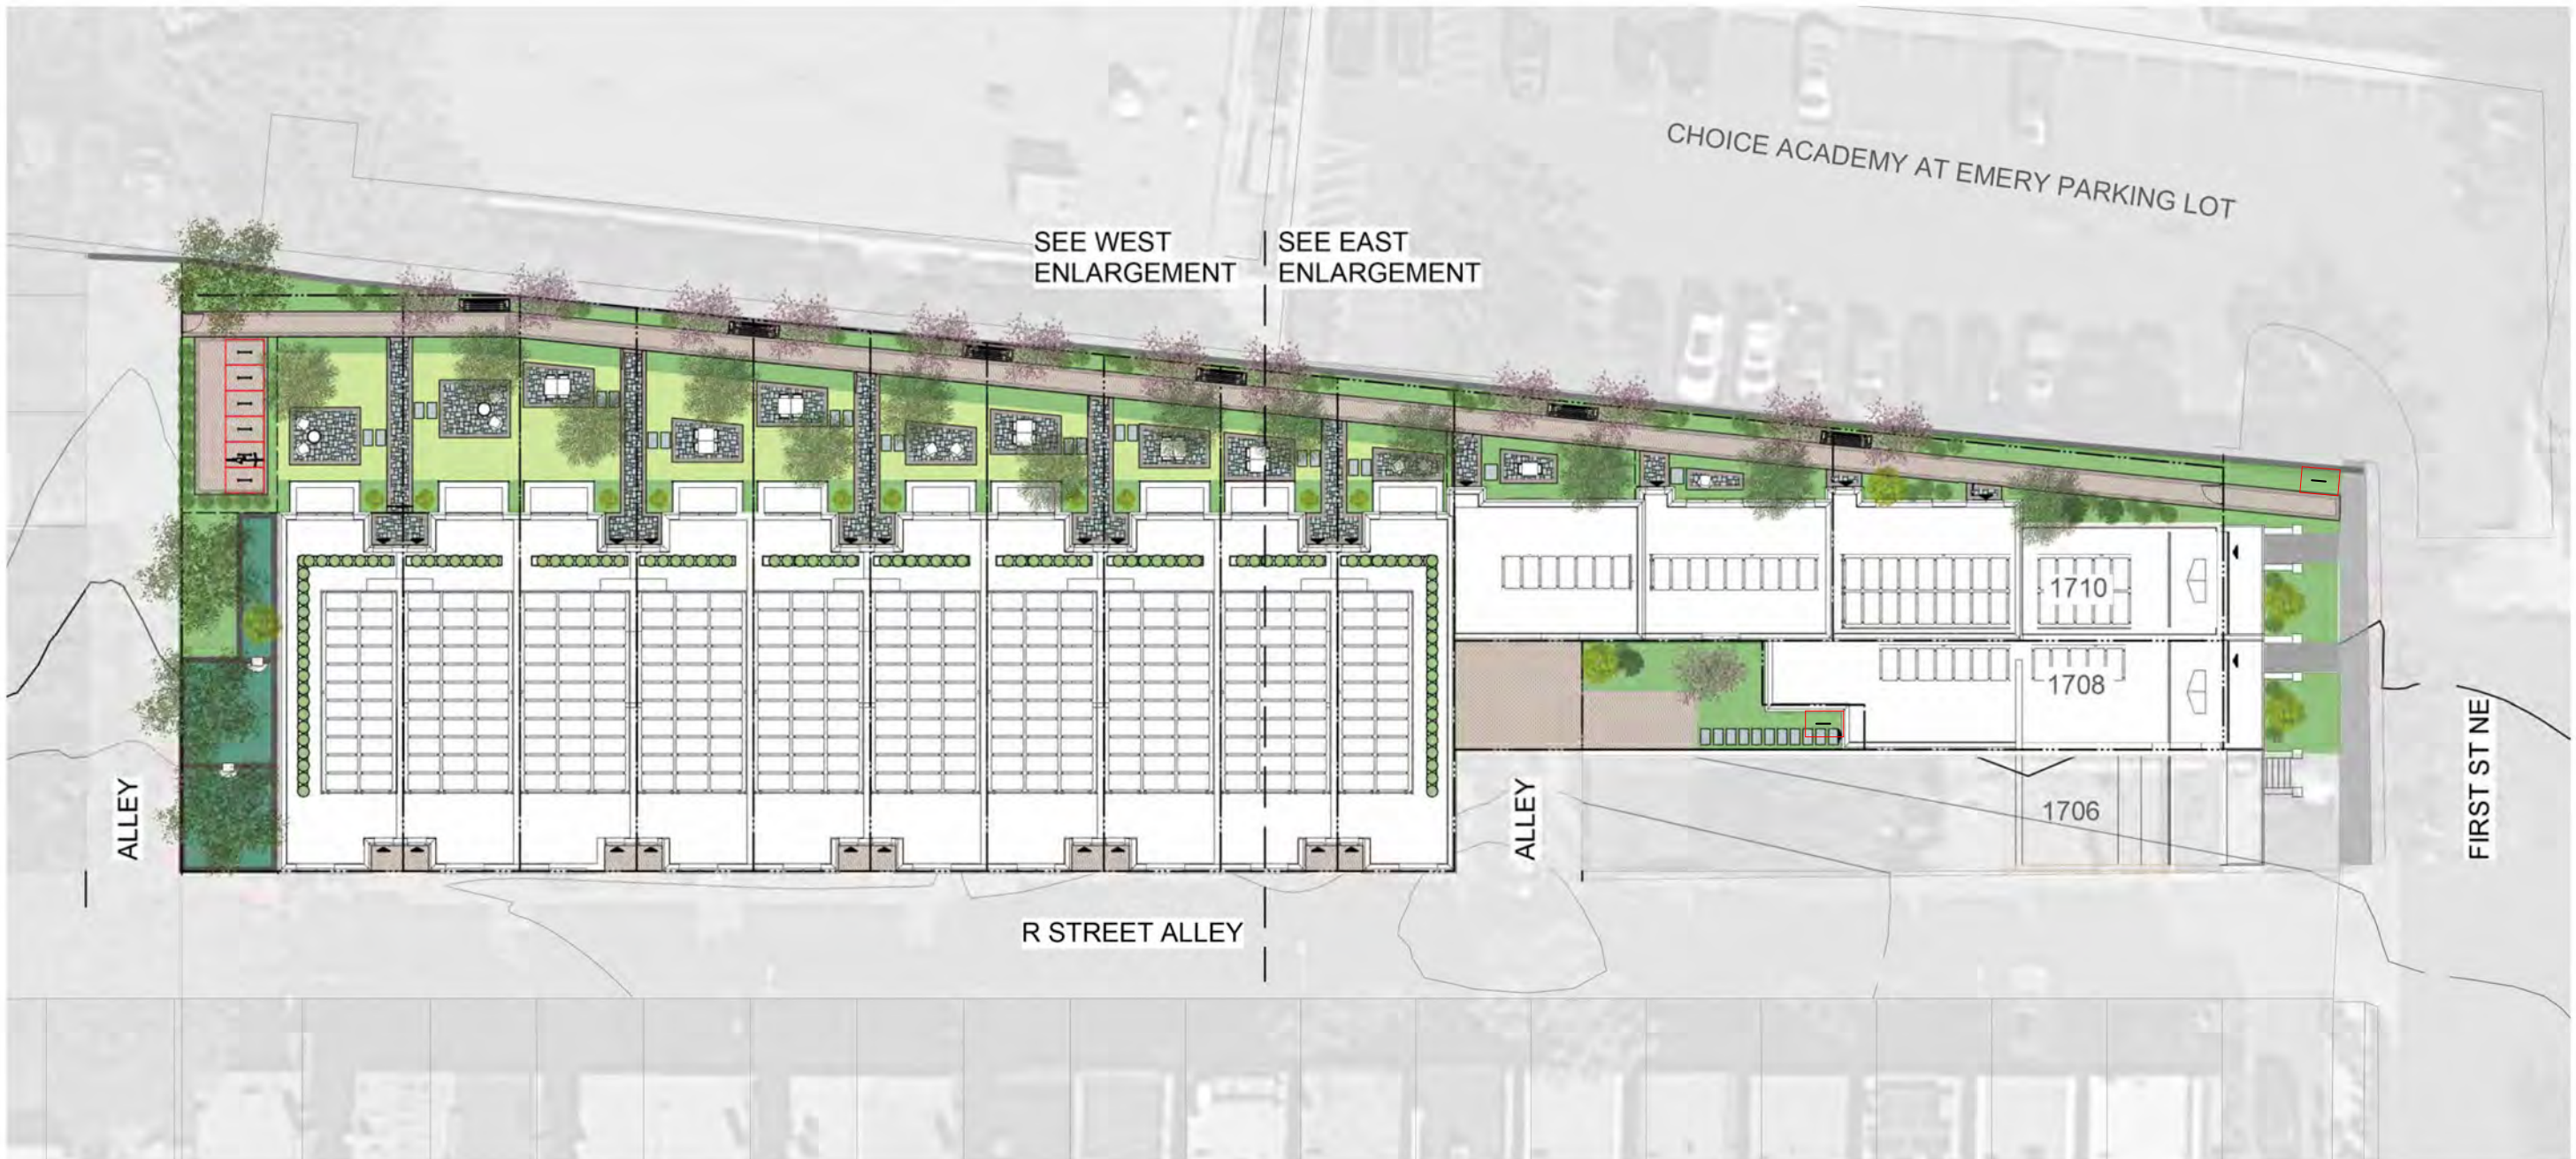 CHOICE ACADEMY AT EMERY PARKING LOT
SEE WEST
ENLARGEMENT
SEE EAST
ENLARGEMENT
1710
1708
1706
ALLEY
ALLEY
FIRST ST NE
R STREET ALLEY